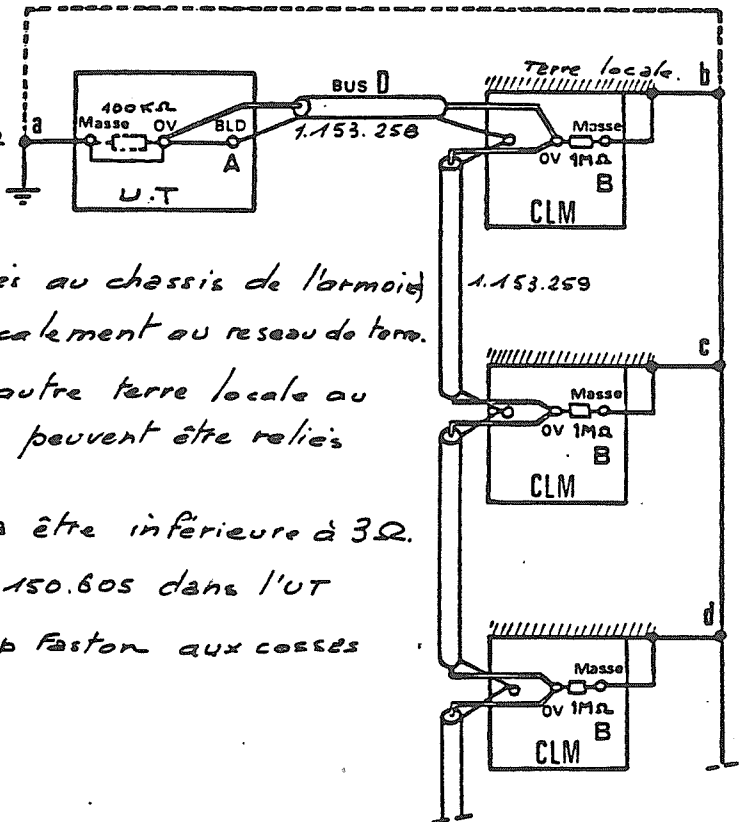 Terre locale.
b
BUS D
400KΩ
Masse
OV
BLD
a
1.153.258
A
U.T
Masse
OV 1MΩ
B
CLM
au chassis de l'armoire)
1.153.259
calement au reseau de terre.
c
autre terre locale au
peuvent être reliés
Masse
OV 1MΩ
B
CLM
être inférieure à 3Ω.
150.605 dans l'UT
d
Faston aux cosses
Masse
OV 1MΩ
B
CLM